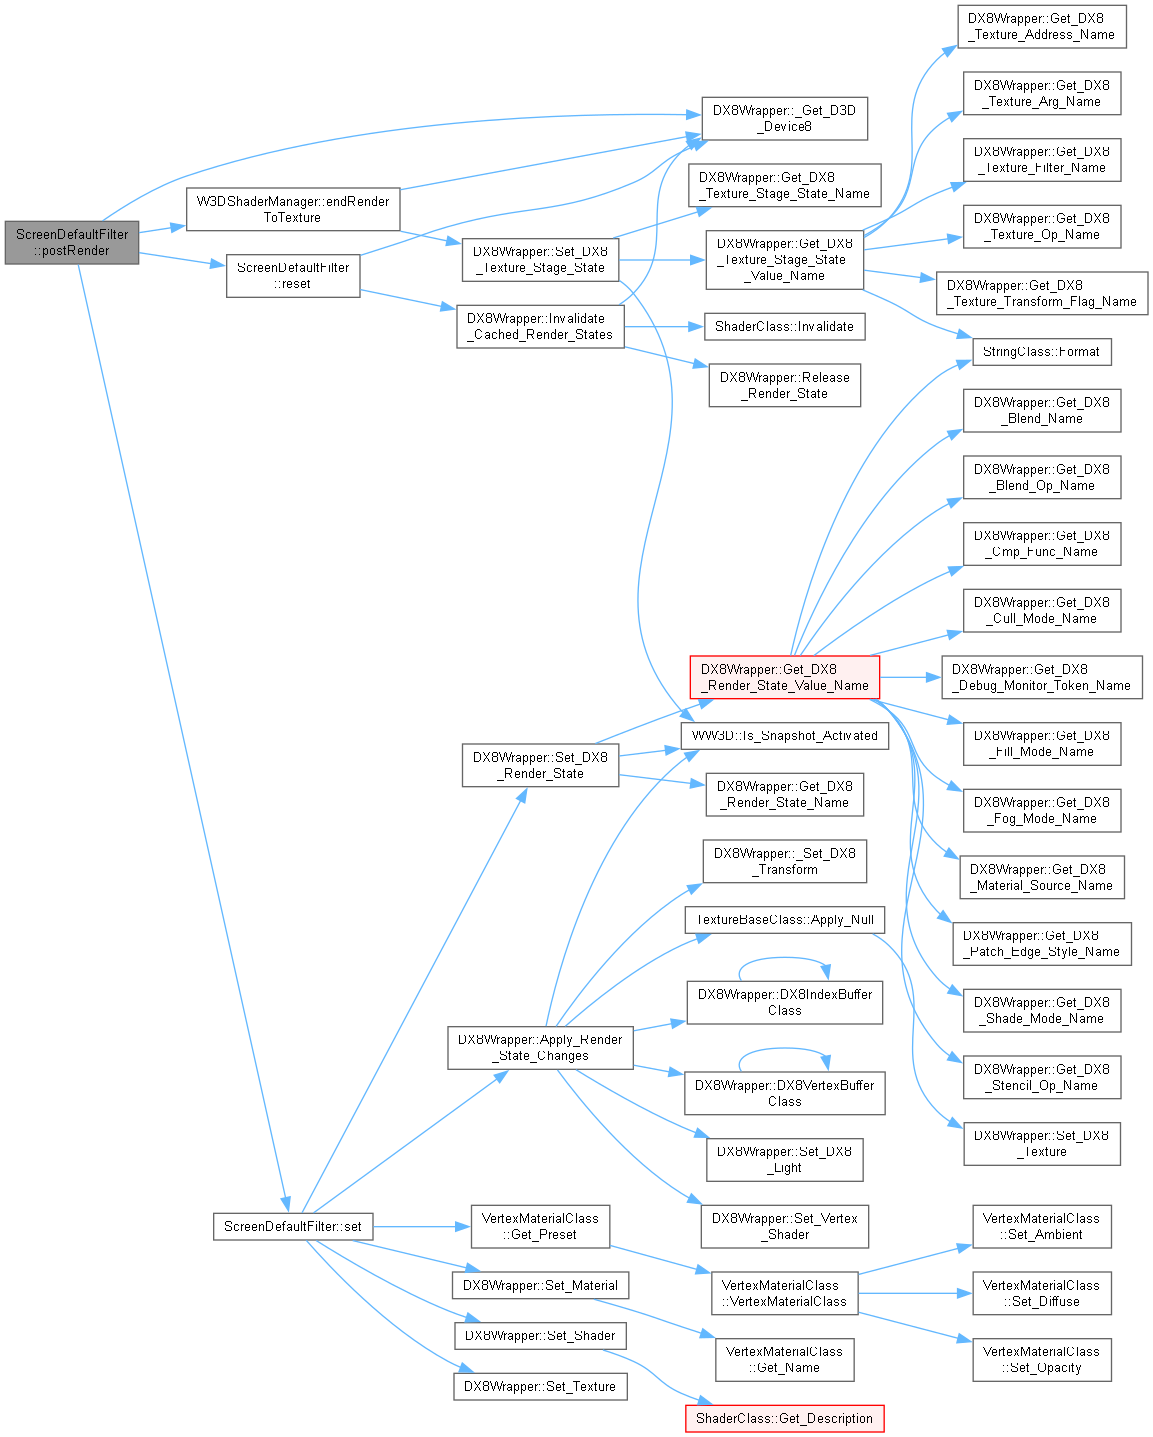 ScreenDefaultFilter
::postRender
W3DShaderManager::endRender
ToTexture
ScreenDefaultFilter
::reset
ScreenDefaultFilter::set
DX8Wrapper::Set_DX8
_Texture_Stage_State
DX8Wrapper::Invalidate
_Cached_Render_States
DX8Wrapper::Set_DX8
_Render_State
DX8Wrapper::Apply_Render
_State_Changes
VertexMaterialClass
::Get_Preset
DX8Wrapper::Set_Material
DX8Wrapper::Set_Shader
DX8Wrapper::Set_Texture
DX8Wrapper::_Get_D3D
_Device8
DX8Wrapper::Get_DX8
_Texture_Stage_State_Name
DX8Wrapper::Get_DX8
_Texture_Stage_State
Value_Name
ShaderClass::Invalidate
DX8Wrapper::Release
_Render_State
DX8Wrapper::Get_DX8
_Render_State_Value_Name
WW3D::Is_Snapshot_Activated
DX8Wrapper::Get_DX8
_Render_State_Name
DX8Wrapper::_Set_DX8
_Transform
TextureBaseClass::Apply_Null
DX8Wrapper::DX8IndexBuffer
Class
DX8Wrapper::DX8VertexBuffer
Class
DX8Wrapper::Set_DX8
_Light
DX8Wrapper::Set_Vertex
_Shader
VertexMaterialClass
::VertexMaterialClass
VertexMaterialClass
::Get_Name
ShaderClass::Get_Description
DX8Wrapper::Get_DX8
_Texture_Address_Name
DX8Wrapper::Get_DX8
_Texture_Arg_Name
DX8Wrapper::Get_DX8
_Texture_Filter_Name
DX8Wrapper::Get_DX8
_Texture_Op_Name
DX8Wrapper::Get_DX8
_Texture_Transform_Flag_Name
StringClass::Format
DX8Wrapper::Get_DX8
_Blend_Name
DX8Wrapper::Get_DX8
_Blend_Op_Name
DX8Wrapper::Get_DX8
_Cmp_Func_Name
DX8Wrapper::Get_DX8
_Cull_Mode_Name
DX8Wrapper::Get_DX8
_Debug_Monitor_Token_Name
DX8Wrapper::Get_DX8
_Fill_Mode_Name
DX8Wrapper::Get_DX8
_Fog_Mode_Name
DX8Wrapper::Get_DX8
_Material_Source_Name
DX8Wrapper::Get_DX8
_Patch_Edge_Style_Name
DX8Wrapper::Get_DX8
_Shade_Mode_Name
DX8Wrapper::Get_DX8
_Stencil_Op_Name
DX8Wrapper::Set_DX8
_Texture
VertexMaterialClass
::Set_Ambient
VertexMaterialClass
::Set_Diffuse
VertexMaterialClass
::Set_Opacity